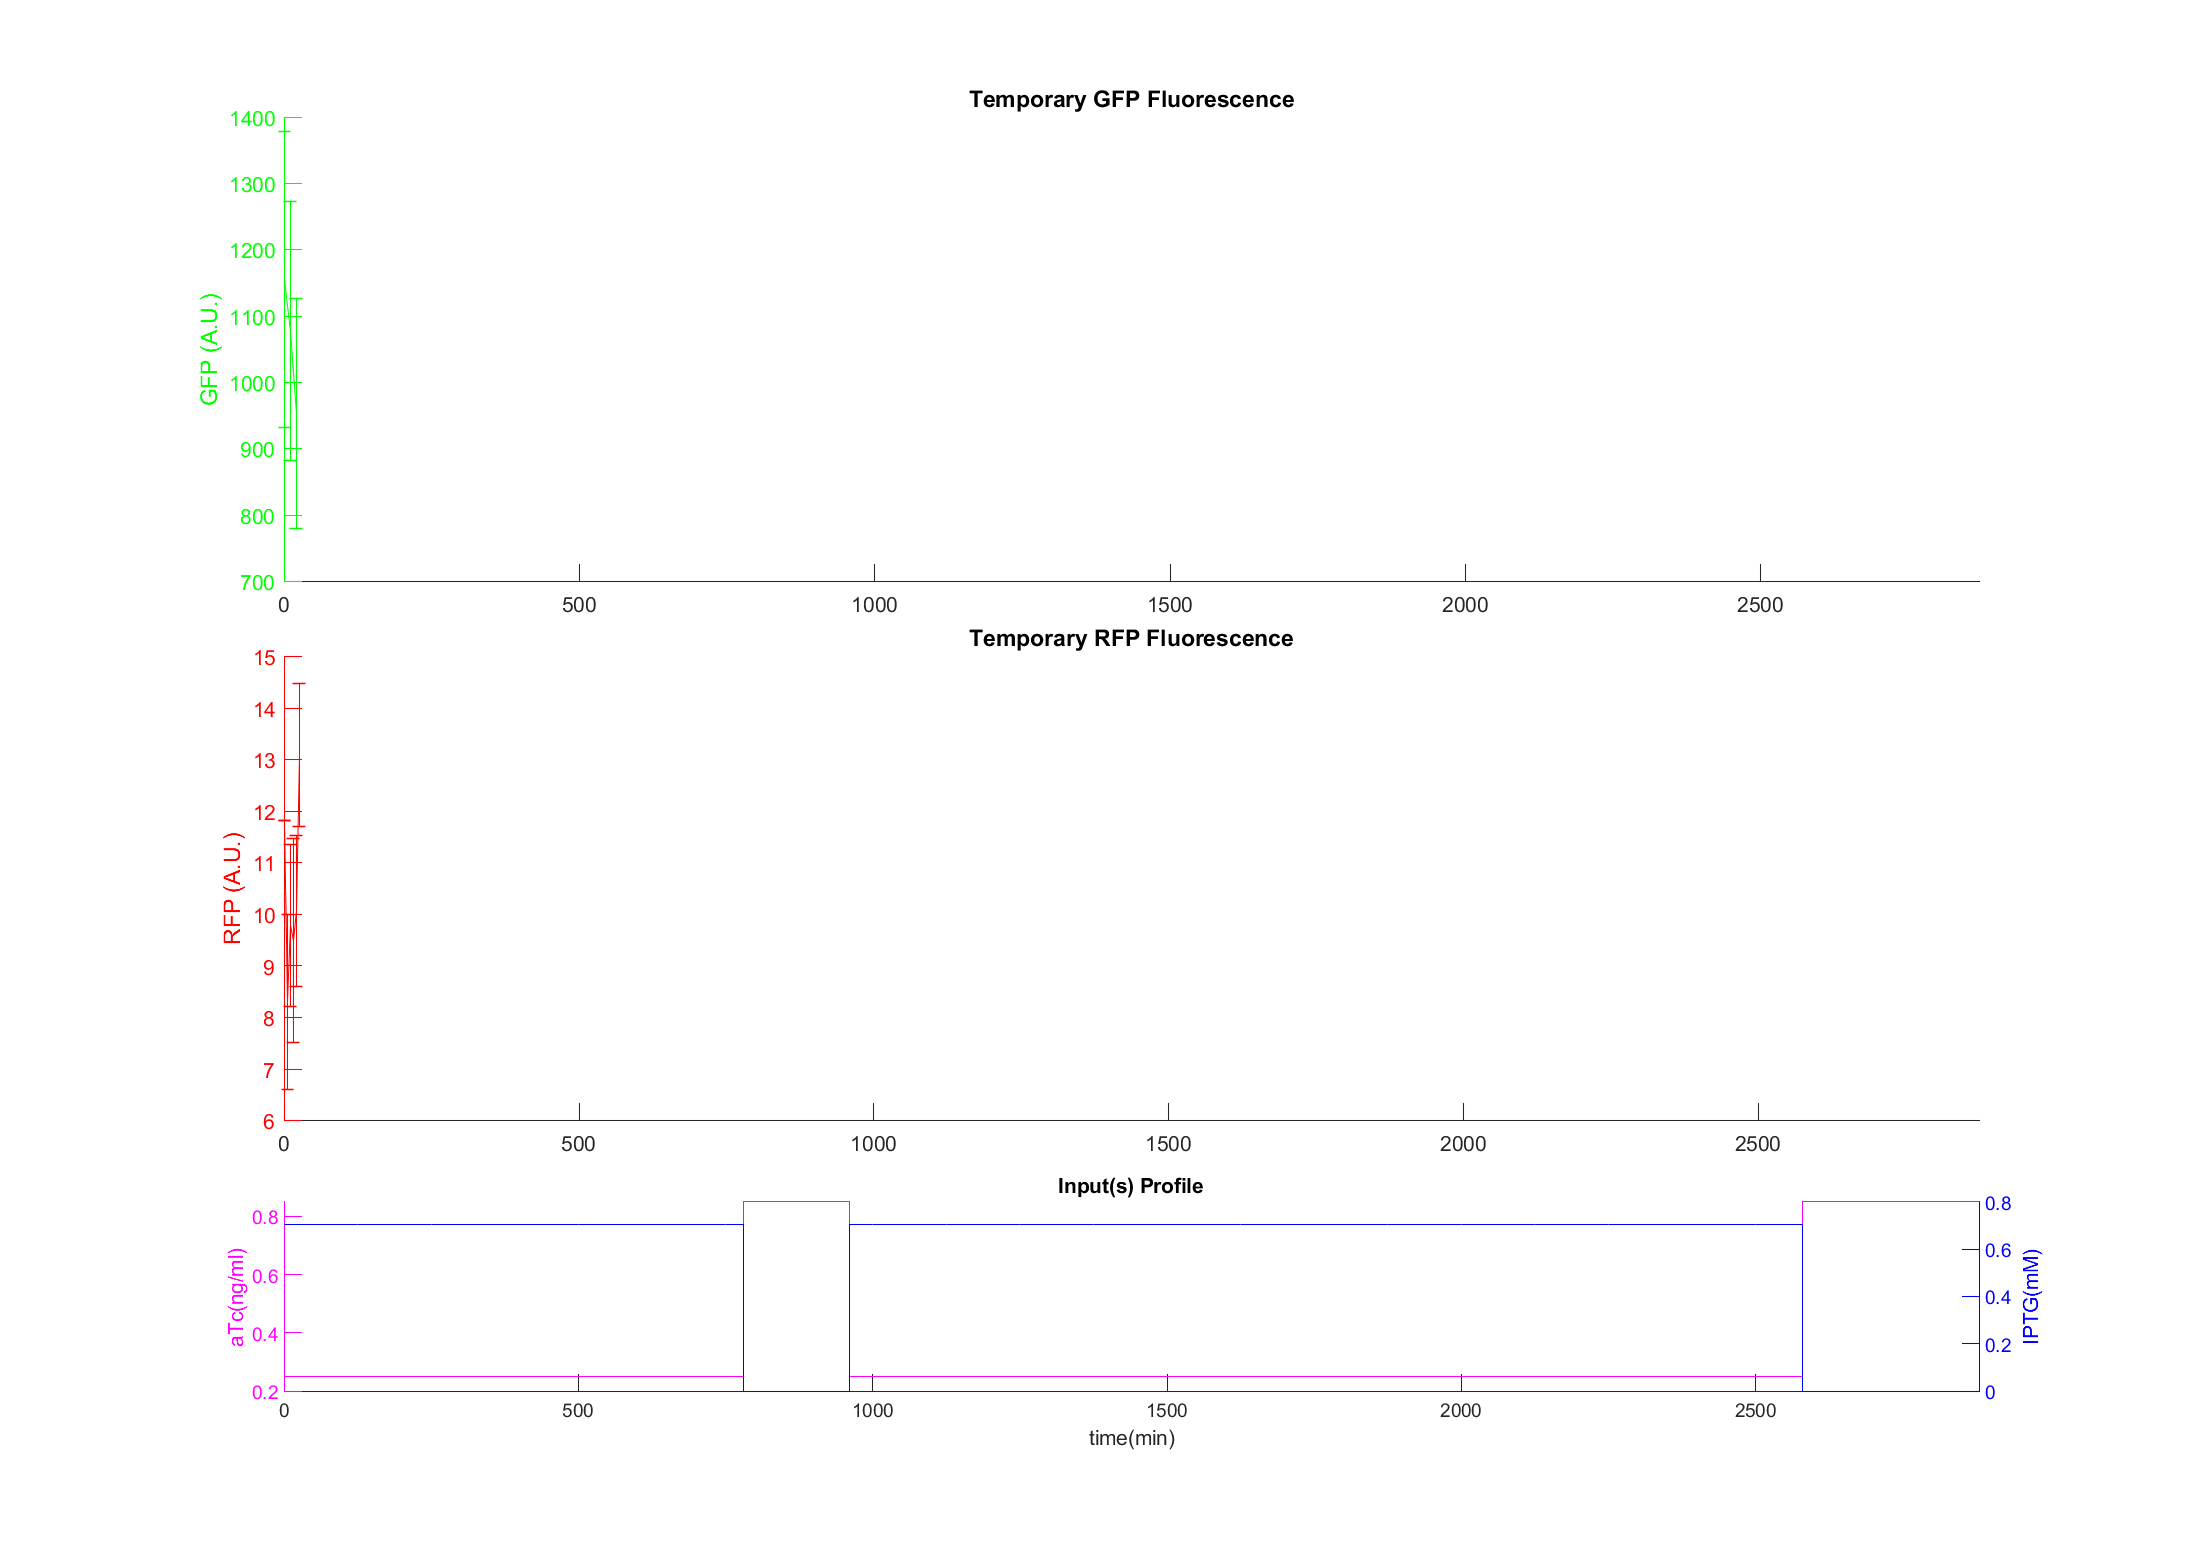 Temporary GFP Fluorescence
GFP (A.U.)
1400
1300
1200
1100
1000
900
800
700
0 500 1000 1500 2000 2500
Temporary RFP Fluorescence
RFP (A.U.)
15
14
13
12
11
10
9
8
7
6
0 500 1000 1500 2000 2500
Input(s) Profile
aTc(ng/ml)
0.8
0.6
0.4
0.2
0.8
0.6
0.4
0.2
0
IPTG(mM)
0 500 1000 1500 2000 2500
time(min)